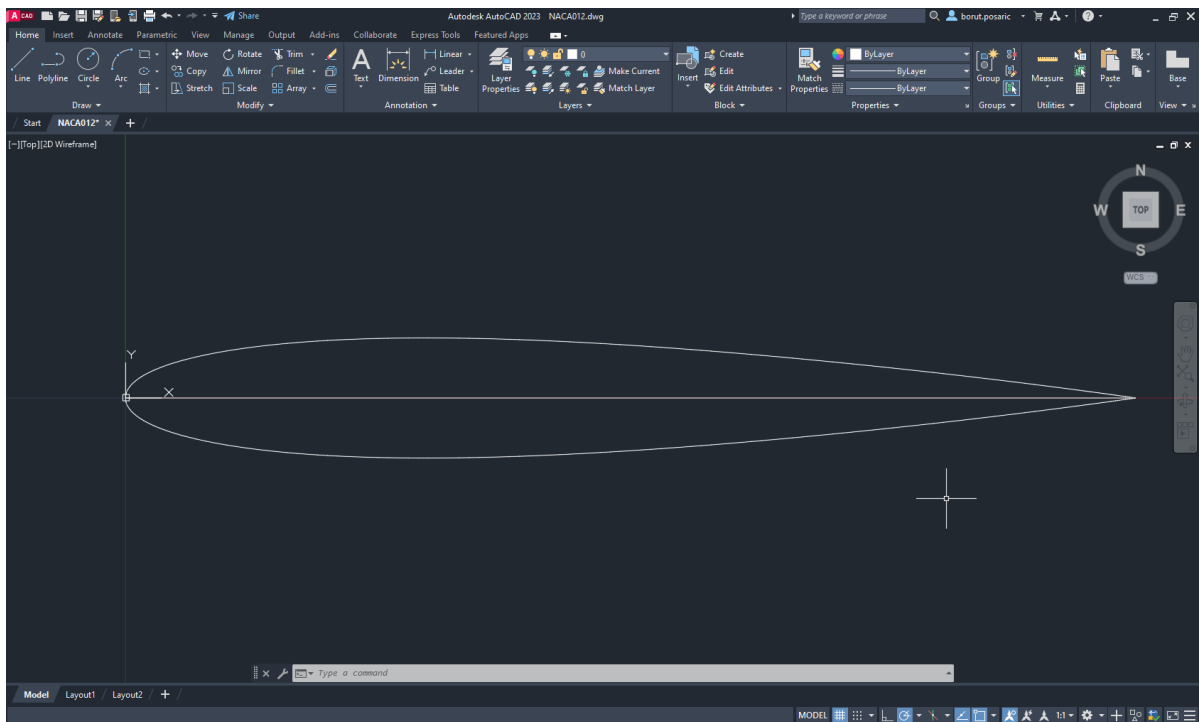 A CAD Share Autodesk AutoCAD 2023 NACA012.dwg Type a keyword or phrase borut.posaric
Home Insert Annotate Parametric View Manage Output Add-ins Collaborate Express Tools Featured Apps
Line Polyline Circle Arc
Move Rotate Trim
Copy Mirror Fillet
Stretch Scale Array
Text Dimension
Linear
Leader
Table
Layer Properties
0
Make Current
Match Layer
Insert
Create
Edit
Edit Attributes
Match Properties
ByLayer
ByLayer
ByLayer
Group
Measure
Paste
Base
Draw Modify Annotation Layers Block Properties Groups Utilities Clipboard View
Start NACA012* +
[−][Top][2D Wireframe]
N
W TOP E
S
WCS
Y
X
Type a command
Model Layout1 Layout2 +
MODEL 1:1